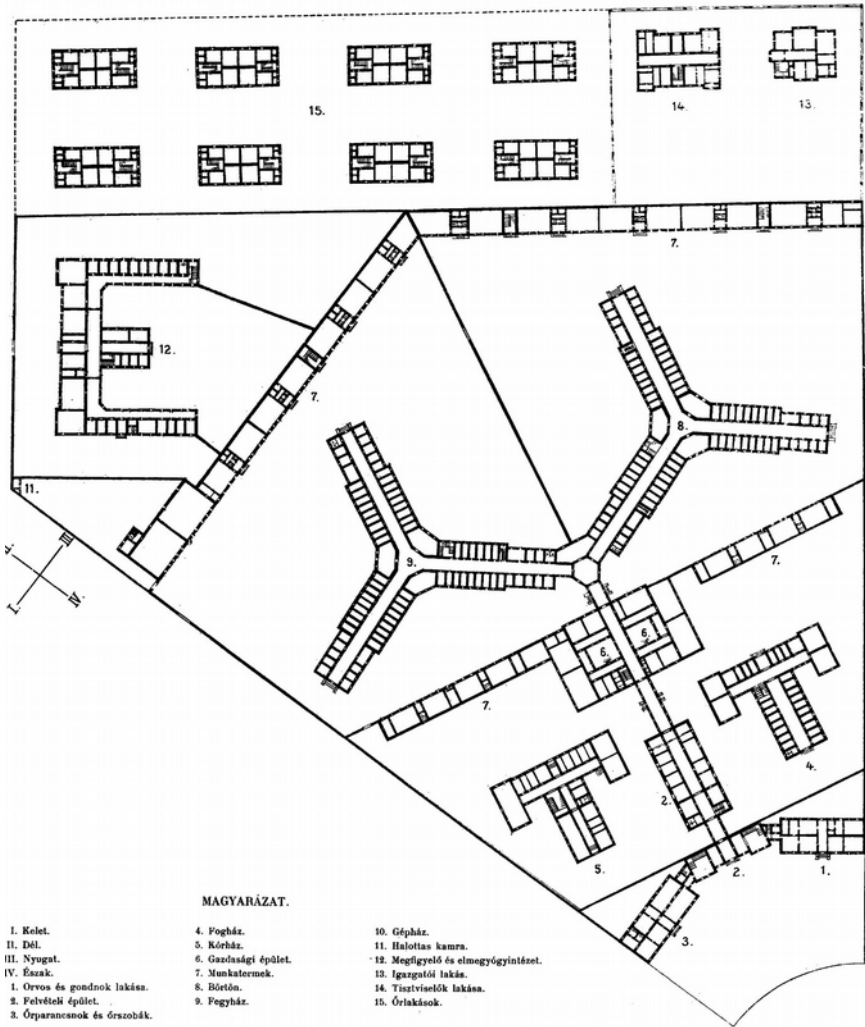 15.
14.
13.
7.
12.
7.
8.
11.
III.
I.
IV.
9.
7.
6.
6.
7.
4.
2.
5.
2.
1.
3.
MAGYARÁZAT.
I. Kelet.
II. Dél.
III. Nyugat.
IV. Észak.
1. Orvos és gondnok lakása.
2. Felvételi épület.
3. Őrparancsnok és őrszobák.
4. Fogház.
5. Kórház.
6. Gazdasági épület.
7. Munkatermek.
8. Börtön.
9. Fegyház.
10. Gépház.
11. Halottas kamra.
12. Megfigyelő és elmegyógyintézet.
13. Igazgatói lakás.
14. Tisztviselők lakása.
15. Őrlakások.